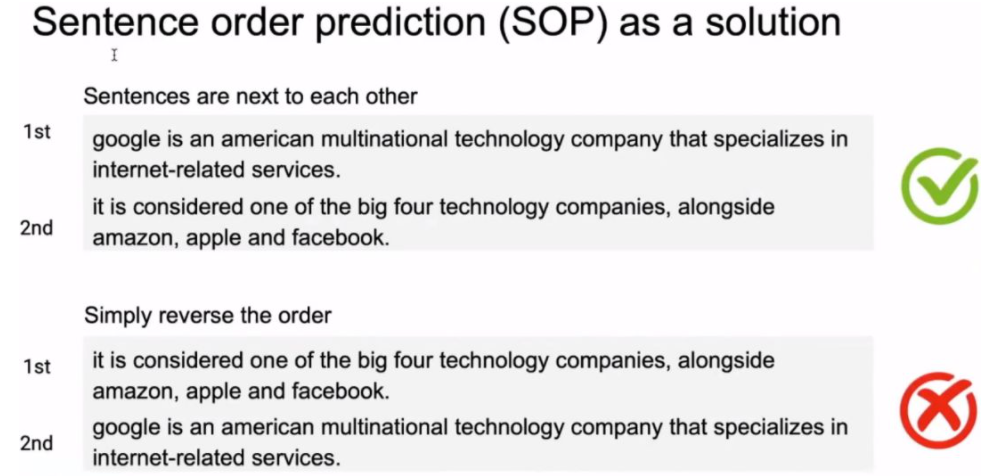 Sentence order prediction (SOP) as a solution
Sentences are next to each other
1st
google is an american multinational technology company that specializes in
internet-related services.
2nd
it is considered one of the big four technology companies, alongside
amazon, apple and facebook.
Simply reverse the order
1st
it is considered one of the big four technology companies, alongside
amazon, apple and facebook.
2nd
google is an american multinational technology company that specializes in
internet-related services.